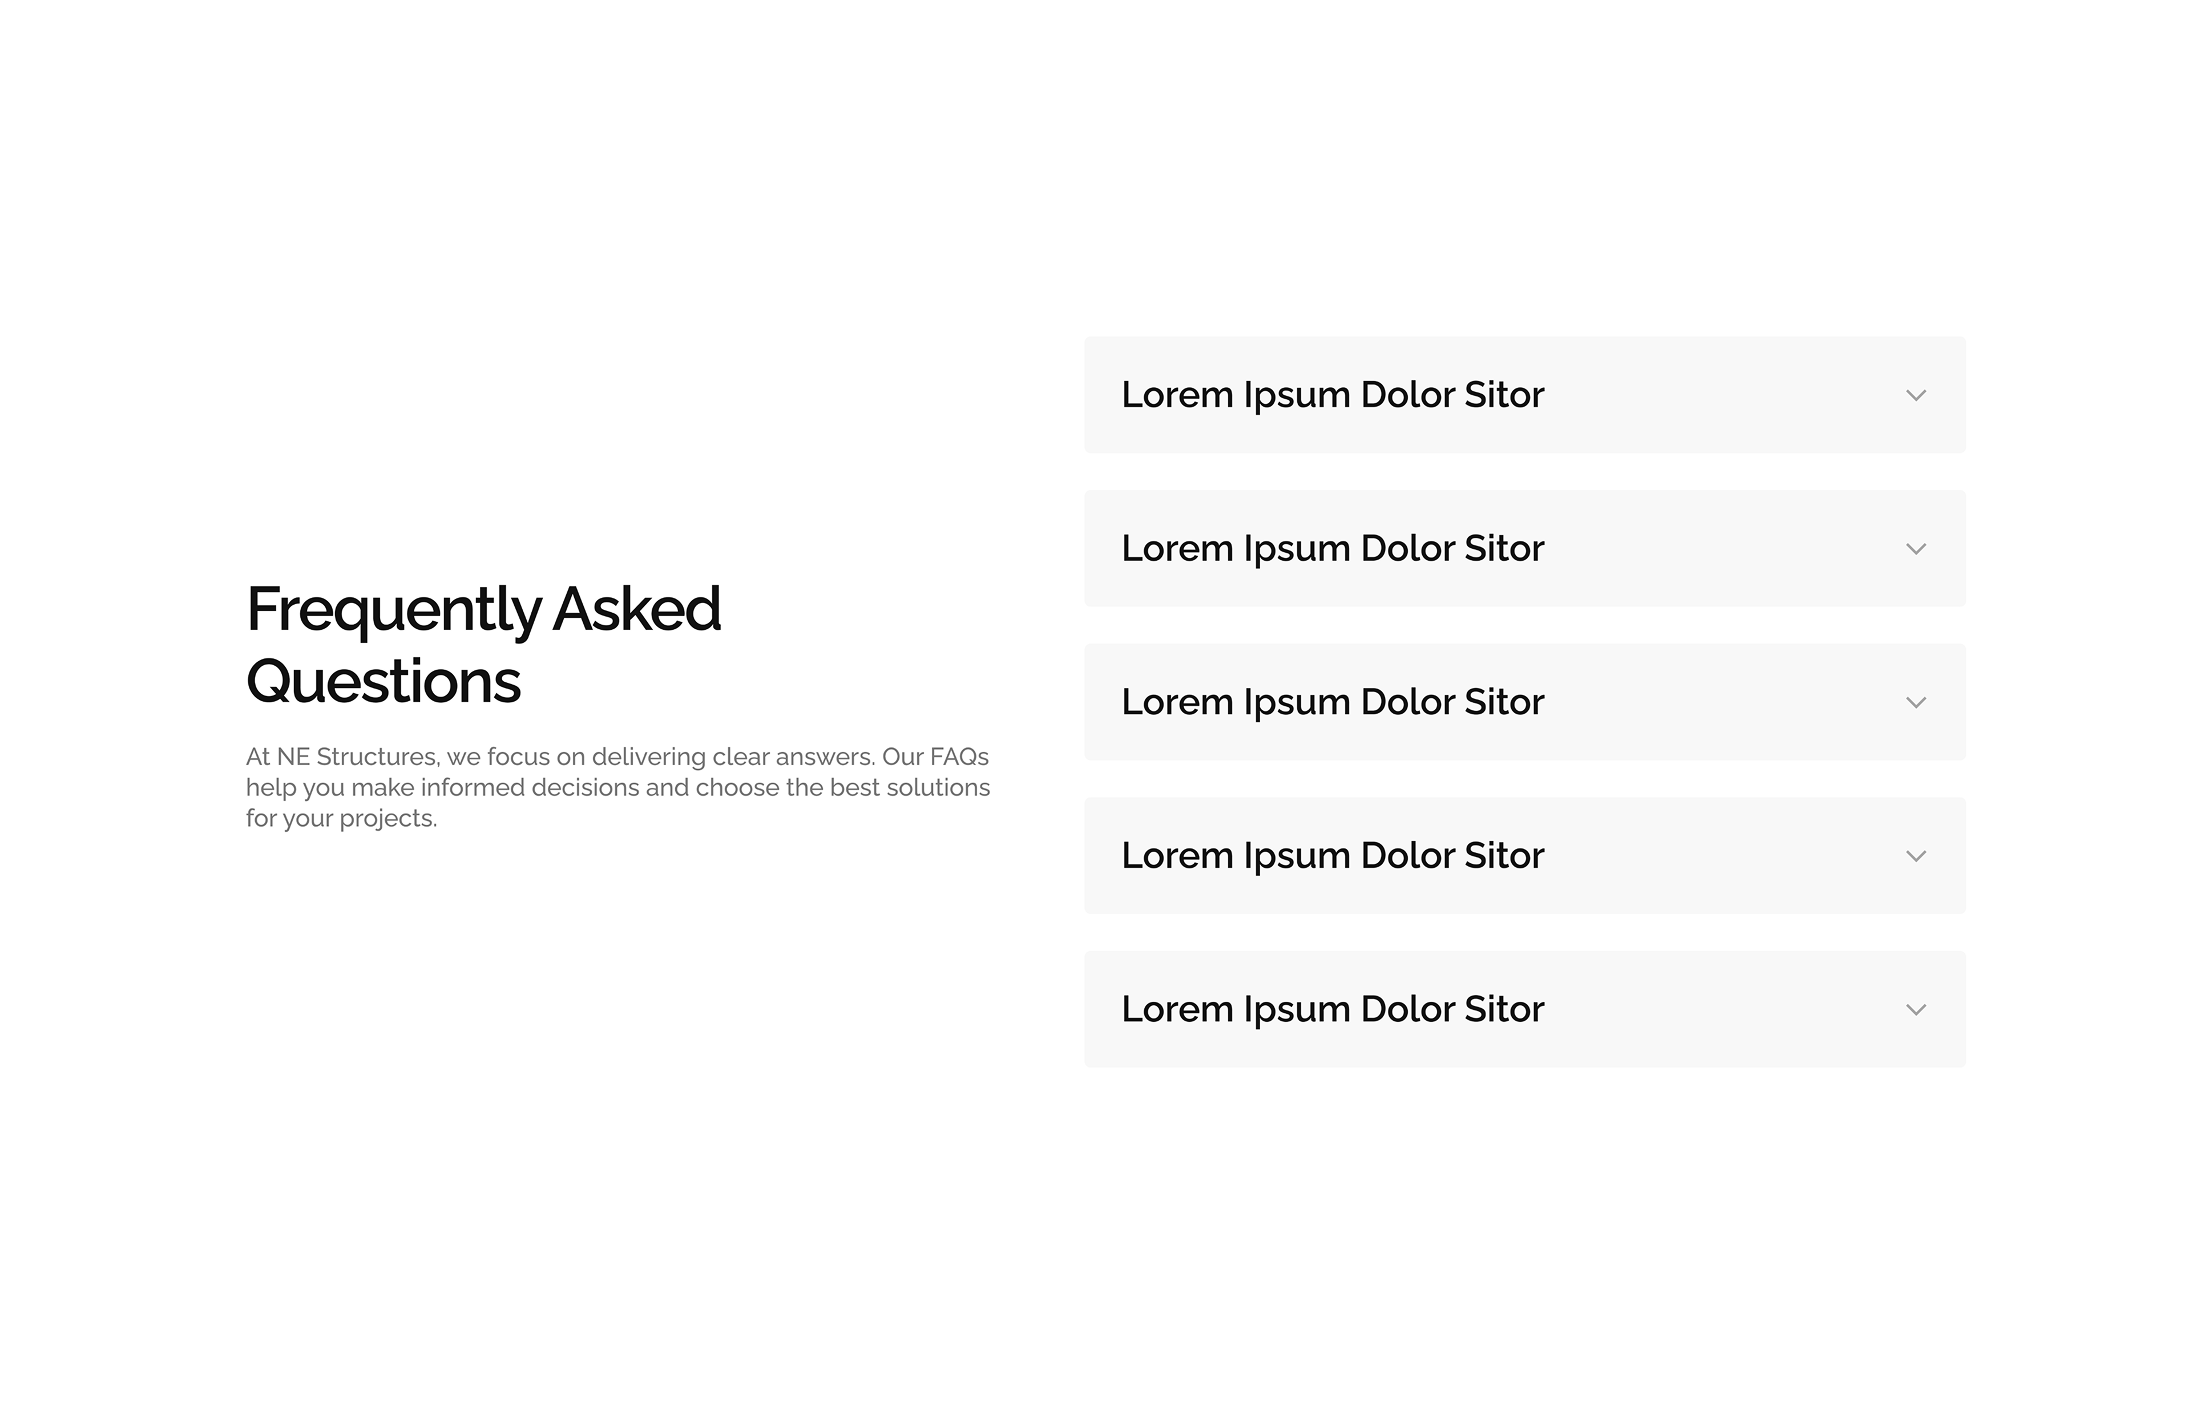 Frequently Asked
Questions
At NE Structures, we focus on delivering clear answers. Our FAQs
help you make informed decisions and choose the best solutions
for your projects.
Lorem Ipsum Dolor Sitor
Lorem Ipsum Dolor Sitor
Lorem Ipsum Dolor Sitor
Lorem Ipsum Dolor Sitor
Lorem Ipsum Dolor Sitor